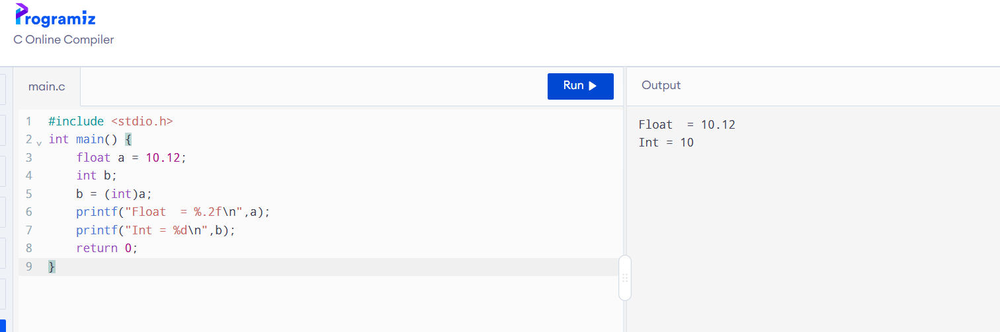 Programiz
C Online Compiler
main.c
Run
Output
1 #include <stdio.h>
2 int main() {
3     float a = 10.12;
4     int b;
5     b = (int)a;
6     printf("Float  = %.2f\n",a);
7     printf("Int = %d\n",b);
8     return 0;
9 }
Float  = 10.12
Int = 10